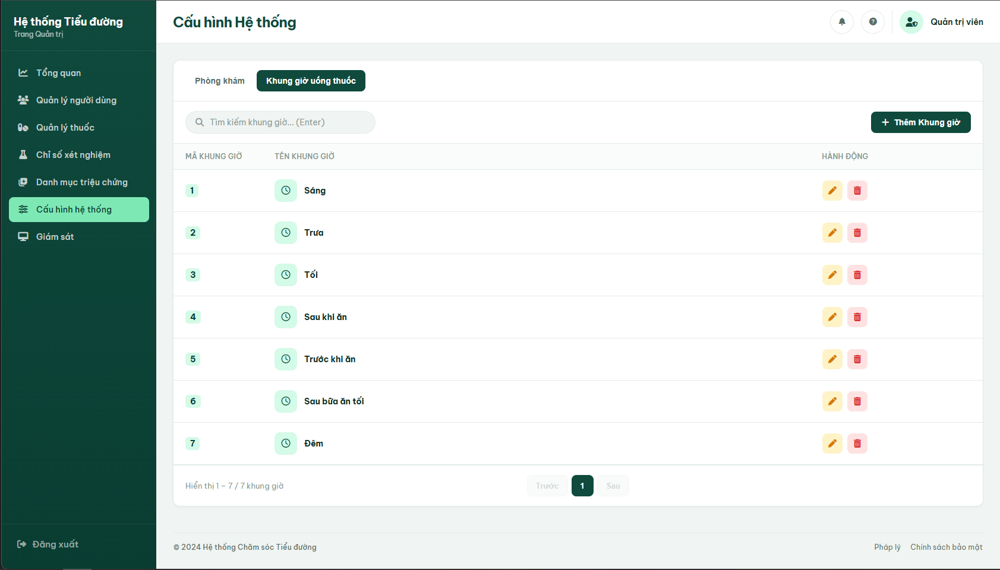 Hệ thống Tiểu đường
Trang Quản trị
Tổng quan
Quản lý người dùng
Quản lý thuốc
Chỉ số xét nghiệm
Danh mục triệu chứng
Cấu hình hệ thống
Giám sát
Đăng xuất
Cấu hình Hệ thống
Quản trị viên
Phòng khám
Khung giờ uống thuốc
Tìm kiếm khung giờ... (Enter)
Thêm Khung giờ
MÃ KHUNG GIỜ TÊN KHUNG GIỜ HÀNH ĐỘNG
1 Sáng
2 Trưa
3 Tối
4 Sau khi ăn
5 Trước khi ăn
6 Sau bữa ăn tối
7 Đêm
Hiển thị 1 – 7 / 7 khung giờ
Trước 1 Sau
© 2024 Hệ thống Chăm sóc Tiểu đường
Pháp lý Chính sách bảo mật